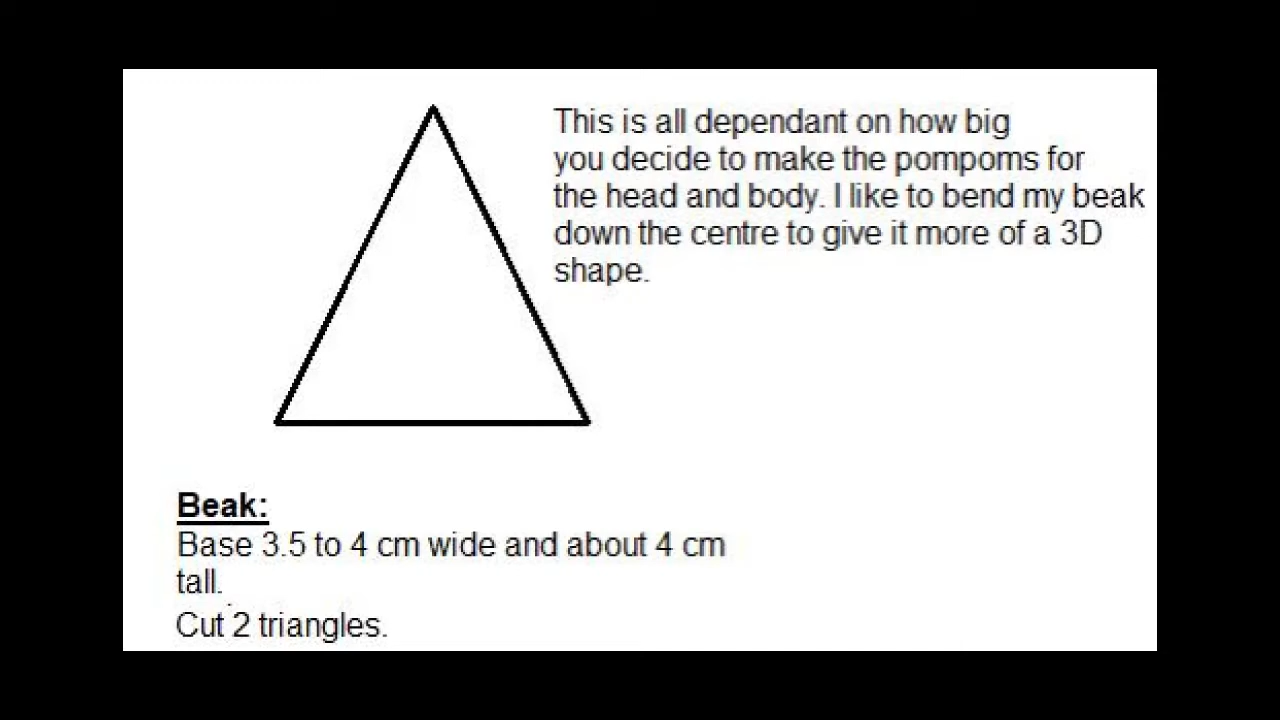 This is all dependant on how big
you decide to make the pompoms for
the head and body. I like to bend my beak
down the centre to give it more of a 3D
shape.
Beak:
Base 3.5 to 4 cm wide and about 4 cm
tall.
Cut 2 triangles.